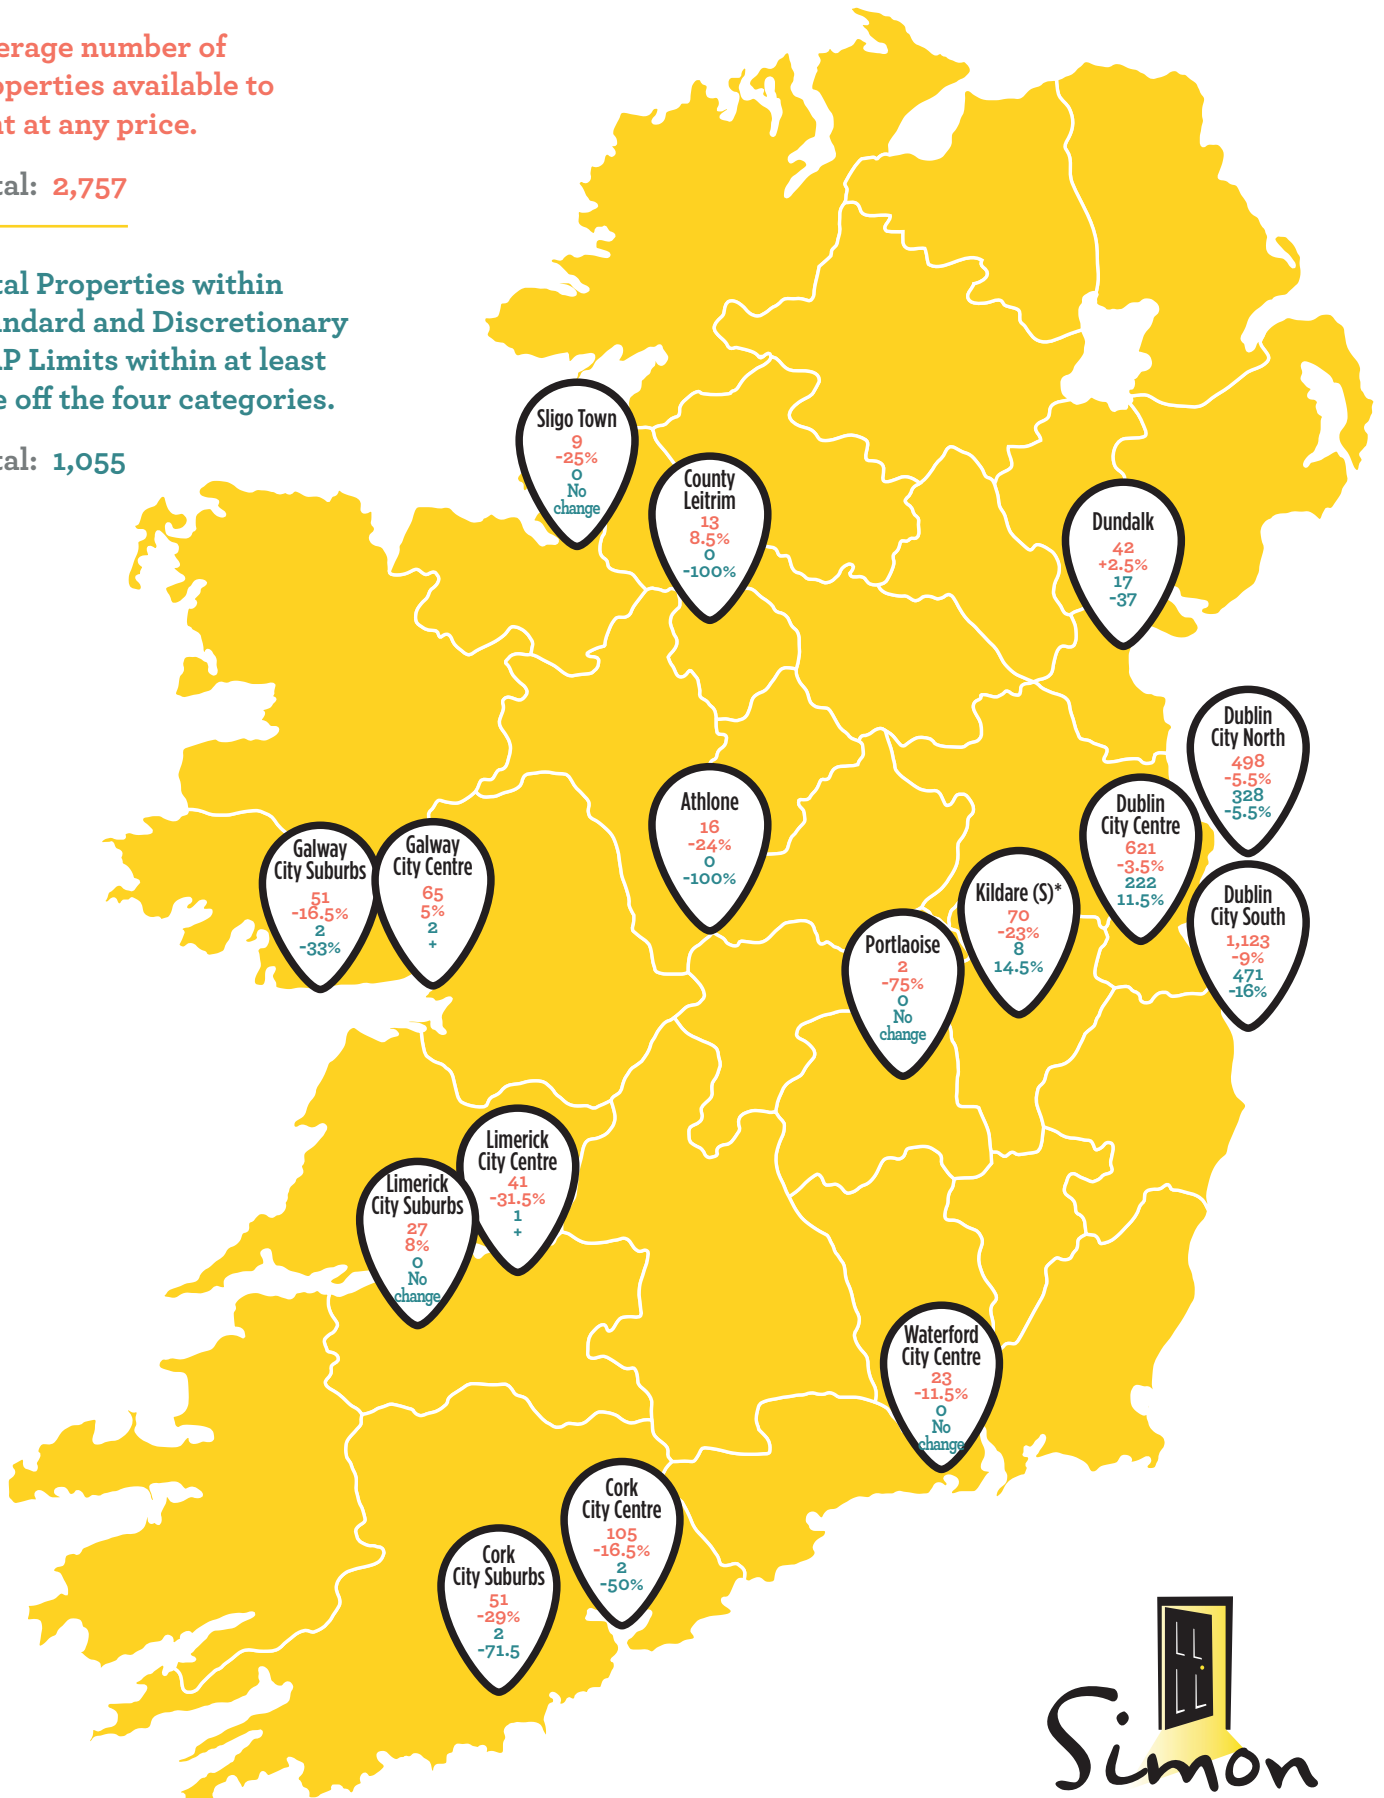 erage number of
operties available to
nt at any price.
tal: 2,757
tal Properties within
andard and Discretionary
AP Limits within at least
e off the four categories.
tal: 1,055
Sligo Town
9
-25%
0
No
change
County
Leitrim
13
8.5%
0
-100%
Dundalk
42
+2.5%
17
-37
Dublin
City North
498
-5.5%
328
-5.5%
Athlone
16
-24%
0
-100%
Dublin
City Centre
621
-3.5%
222
11.5%
Galway
City Suburbs
51
-16.5%
2
-33%
Galway
City Centre
65
5%
2
+
Kildare (S)*
70
-23%
8
14.5%
Dublin
City South
1,123
-9%
471
-16%
Portlaoise
2
-75%
0
No
change
Limerick
City Centre
41
-31.5%
1
+
Limerick
City Suburbs
27
8%
0
No
change
Waterford
City Centre
23
-11.5%
0
No
change
Cork
City Centre
105
-16.5%
2
-50%
Cork
City Suburbs
51
-29%
2
-71.5
Simon